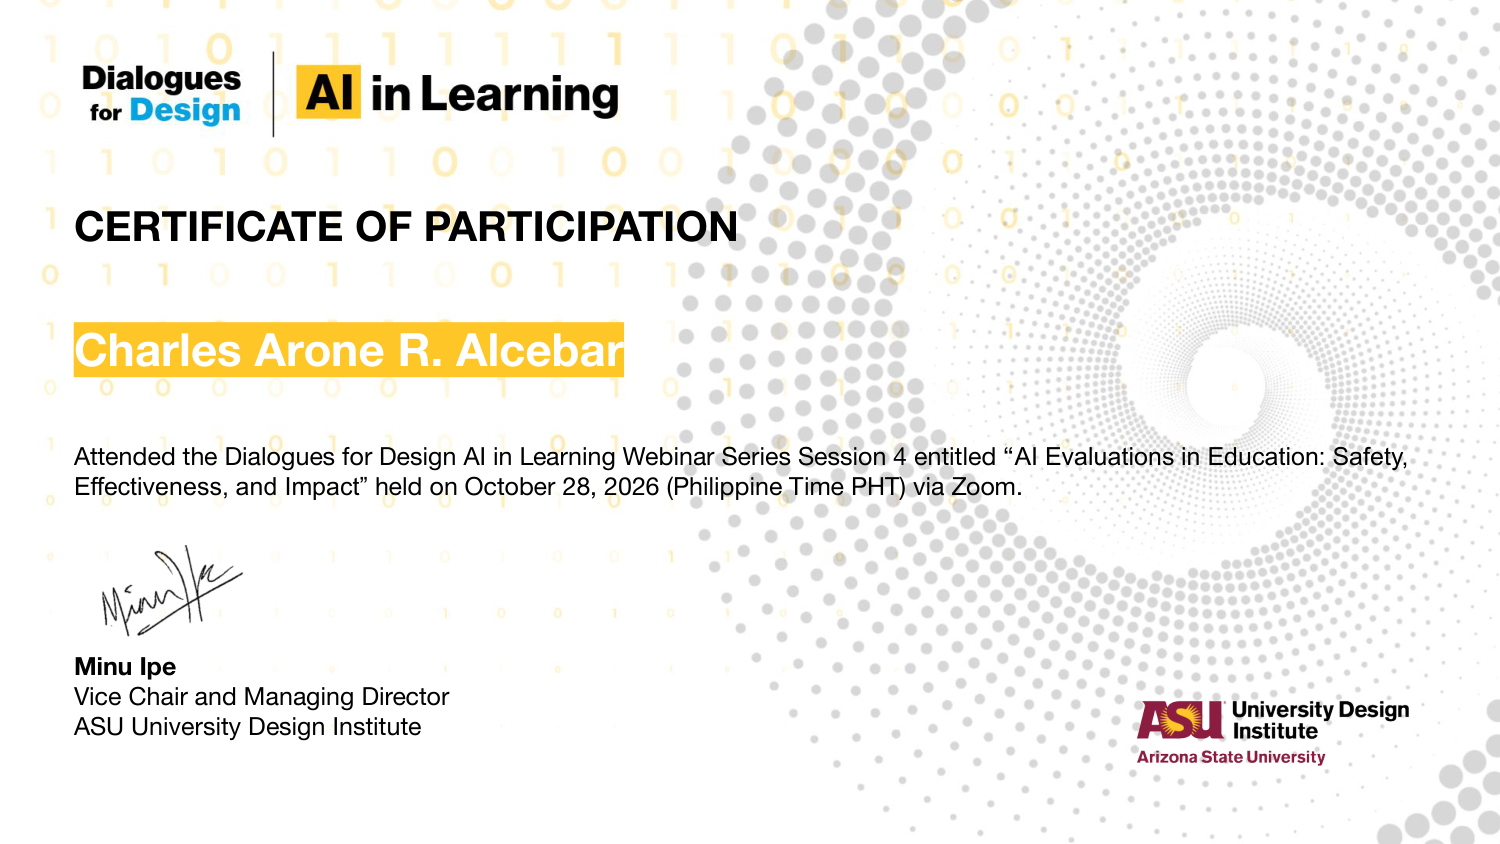 Dialogues
for Design
AI in Learning
CERTIFICATE OF PARTICIPATION
Charles Arone R. Alcebar
Attended the Dialogues for Design AI in Learning Webinar Series Session 4 entitled “AI Evaluations in Education: Safety,
Effectiveness, and Impact” held on October 28, 2026 (Philippine Time PHT) via Zoom.
Minu Ipe
Minu Ipe
Vice Chair and Managing Director
ASU University Design Institute
ASU University Design
Institute
Arizona State University